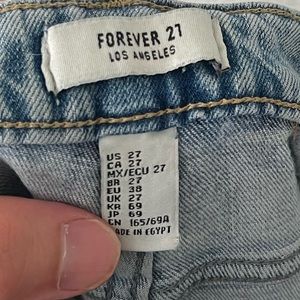 FOREVER 21
LOS ANGELES
US 27
CA 27
MX/ECU 27
BR 27
EU 38
UK 27
KR 69
JP 69
CN 165/69A
MADE IN EGYPT